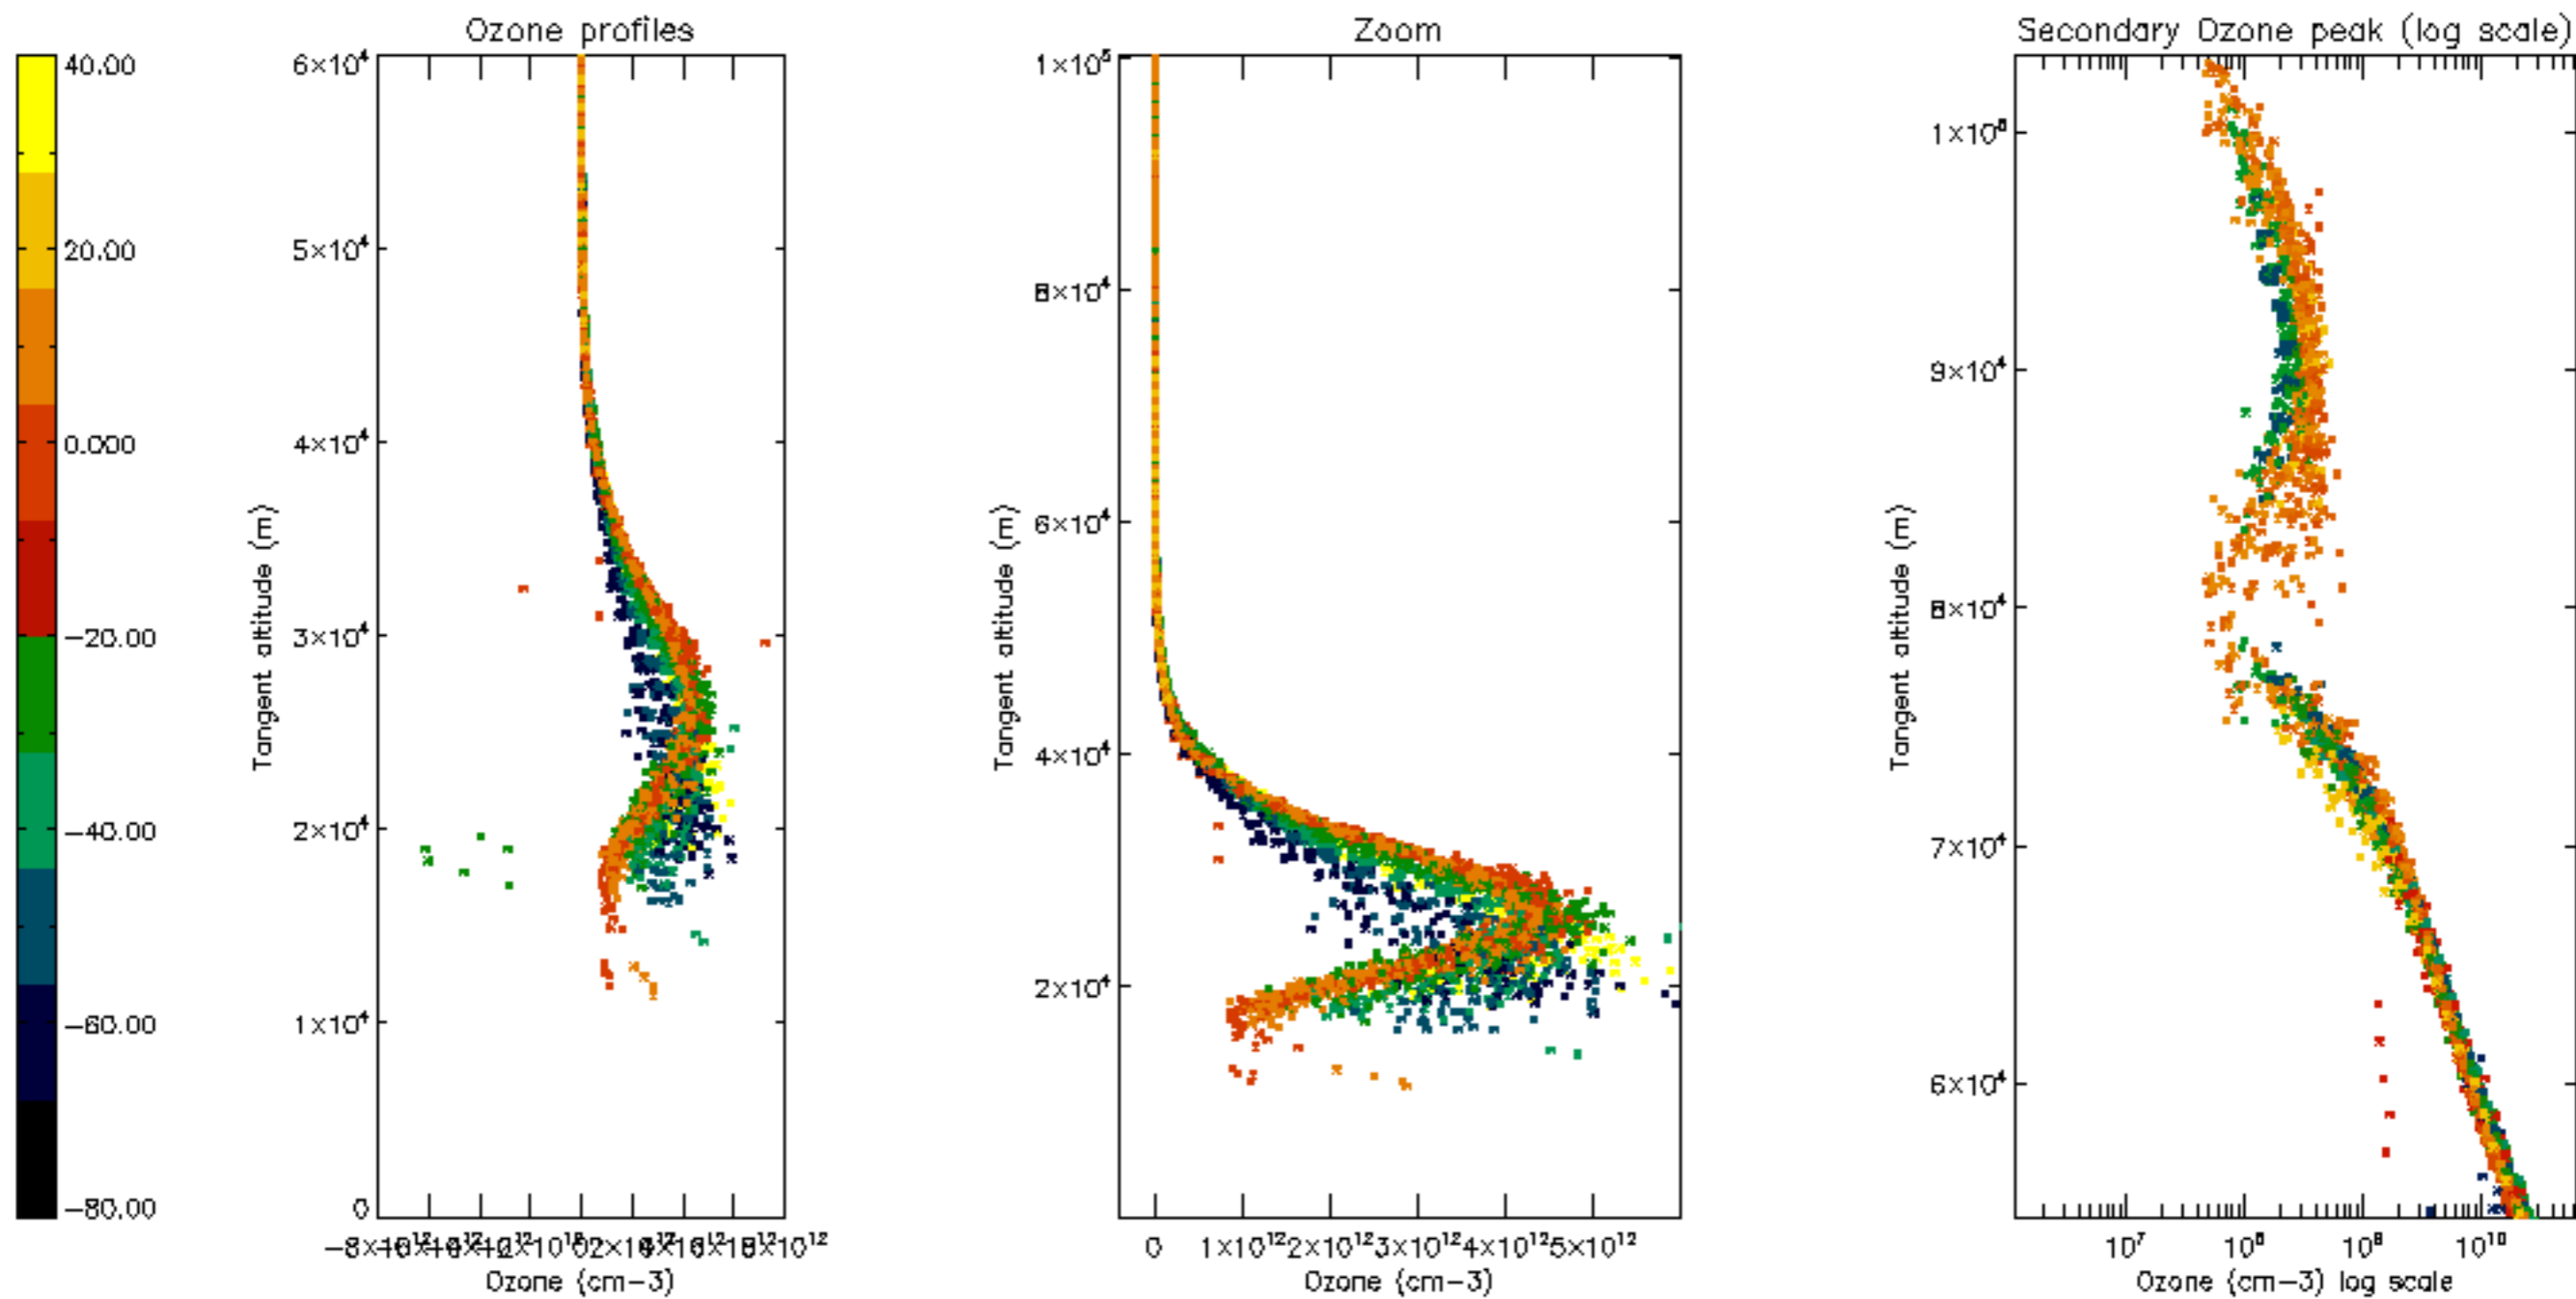 Ozone profiles
Zoom
Secondary Ozone peak (log scale)
40.00
20.00
0.000
−20.00
−40.00
−60.00
−80.00
6×10⁴
5×10⁴
4×10⁴
3×10⁴
2×10⁴
1×10⁴
0
Tangent altitude (m)
Ozone (cm−3)
1×10⁵
8×10⁴
6×10⁴
4×10⁴
2×10⁴
Tangent altitude (m)
0 1×10¹² 2×10¹² 3×10¹² 4×10¹² 5×10¹²
Ozone (cm−3)
9×10⁴
8×10⁴
7×10⁴
6×10⁴
Tangent altitude (m)
10⁷ 10⁸ 10⁹ 10¹⁰
Ozone (cm−3) log scale